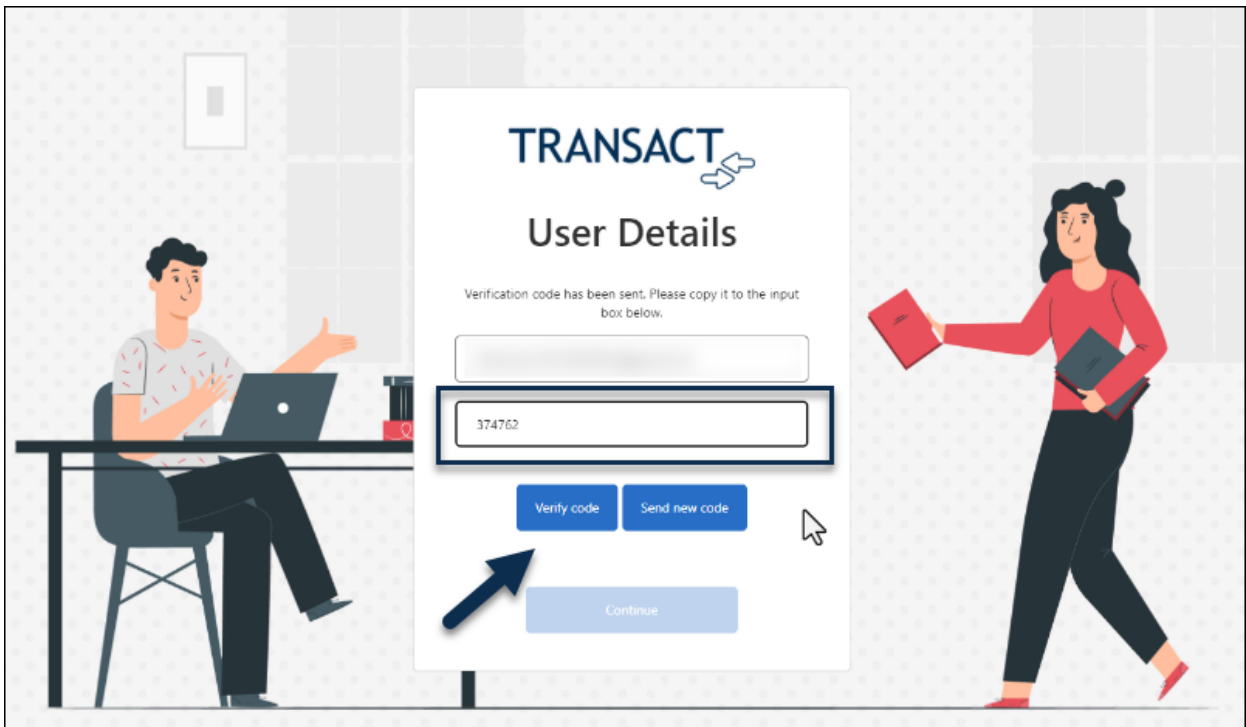 TRANSACT
User Details
Verification code has been sent. Please copy it to the input
box below.
374762
Verify code
Send new code
Continue